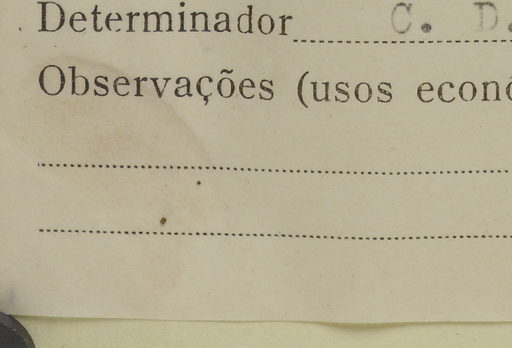 Determinador C. D.
Observações (usos econ